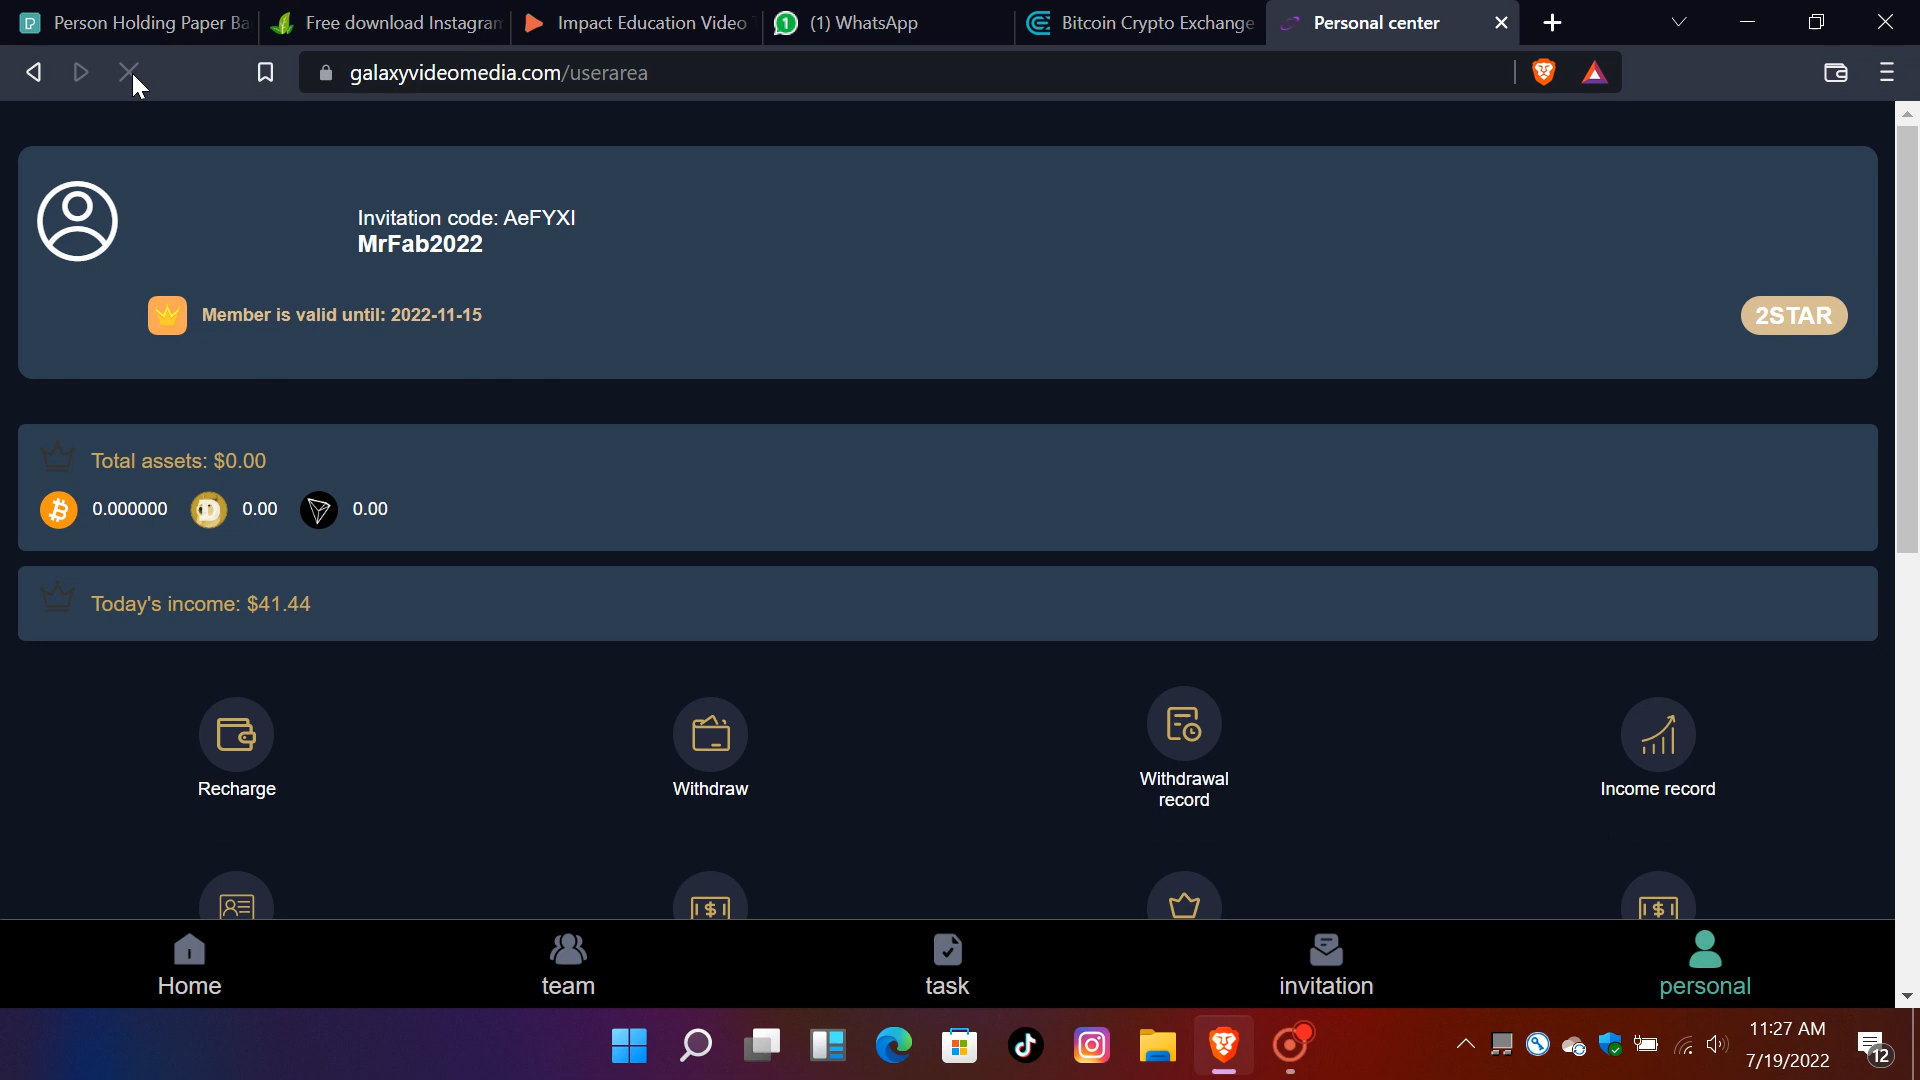 Person Holding Paper Ba
Free download Instagram
Impact Education Video
(1) WhatsApp
Bitcoin Crypto Exchange
Personal center
galaxyvideomedia.com/userarea
Invitation code: AeFYXI
MrFab2022
Member is valid until: 2022-11-15
2STAR
Total assets: $0.00
0.000000
0.00
0.00
Today's income: $41.44
Recharge
Withdraw
Withdrawal
record
Income record
Home
team
task
invitation
personal
11:27 AM
7/19/2022
12